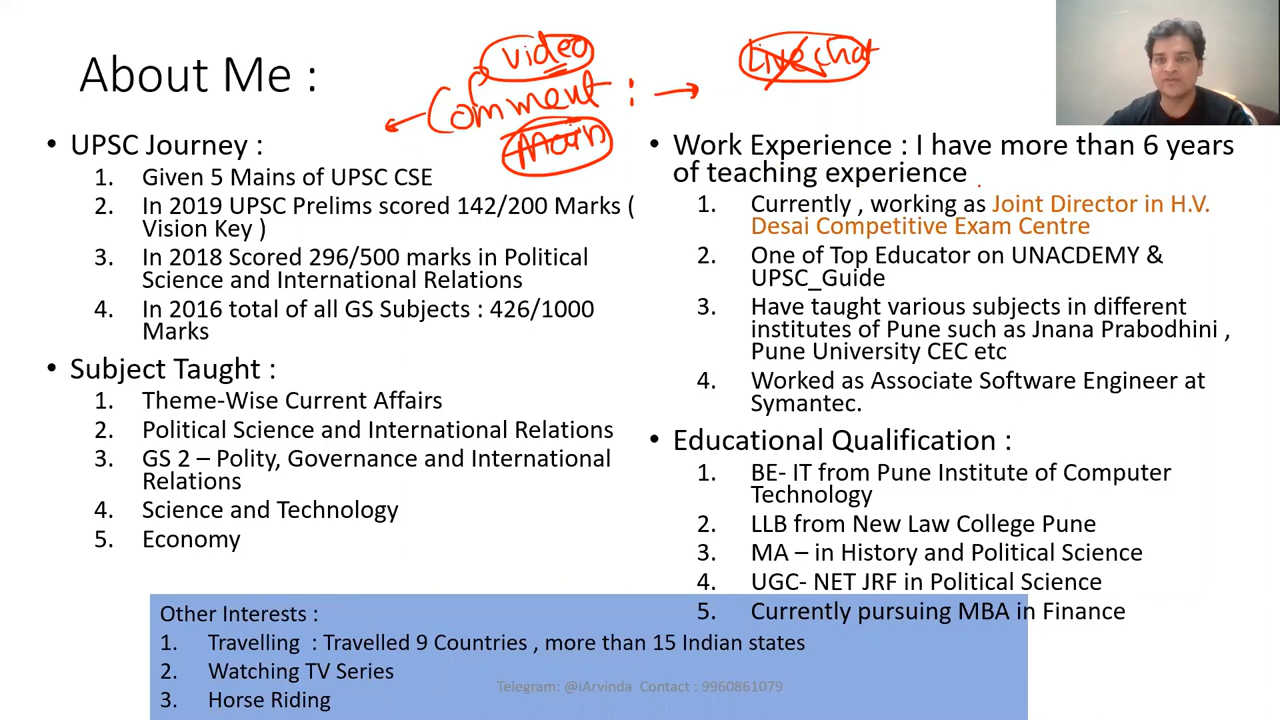 About Me :
video
Comment : →
Main
Live chat
• UPSC Journey :
1. Given 5 Mains of UPSC CSE
2. In 2019 UPSC Prelims scored 142/200 Marks (
Vision Key )
3. In 2018 Scored 296/500 marks in Political
Science and International Relations
4. In 2016 total of all GS Subjects : 426/1000
Marks
• Subject Taught :
1. Theme-Wise Current Affairs
2. Political Science and International Relations
3. GS 2 – Polity, Governance and International
Relations
4. Science and Technology
5. Economy
• Work Experience : I have more than 6 years
of teaching experience
1. Currently , working as Joint Director in H.V.
Desai Competitive Exam Centre
2. One of Top Educator on UNACDEMY &
UPSC_Guide
3. Have taught various subjects in different
institutes of Pune such as Jnana Prabodhini ,
Pune University CEC etc
4. Worked as Associate Software Engineer at
Symantec.
• Educational Qualification :
1. BE- IT from Pune Institute of Computer
Technology
2. LLB from New Law College Pune
3. MA – in History and Political Science
4. UGC- NET JRF in Political Science
5. Currently pursuing MBA in Finance
Other Interests :
1. Travelling : Travelled 9 Countries , more than 15 Indian states
2. Watching TV Series
3. Horse Riding
Telegram: @iArvinda Contact : 9960861079